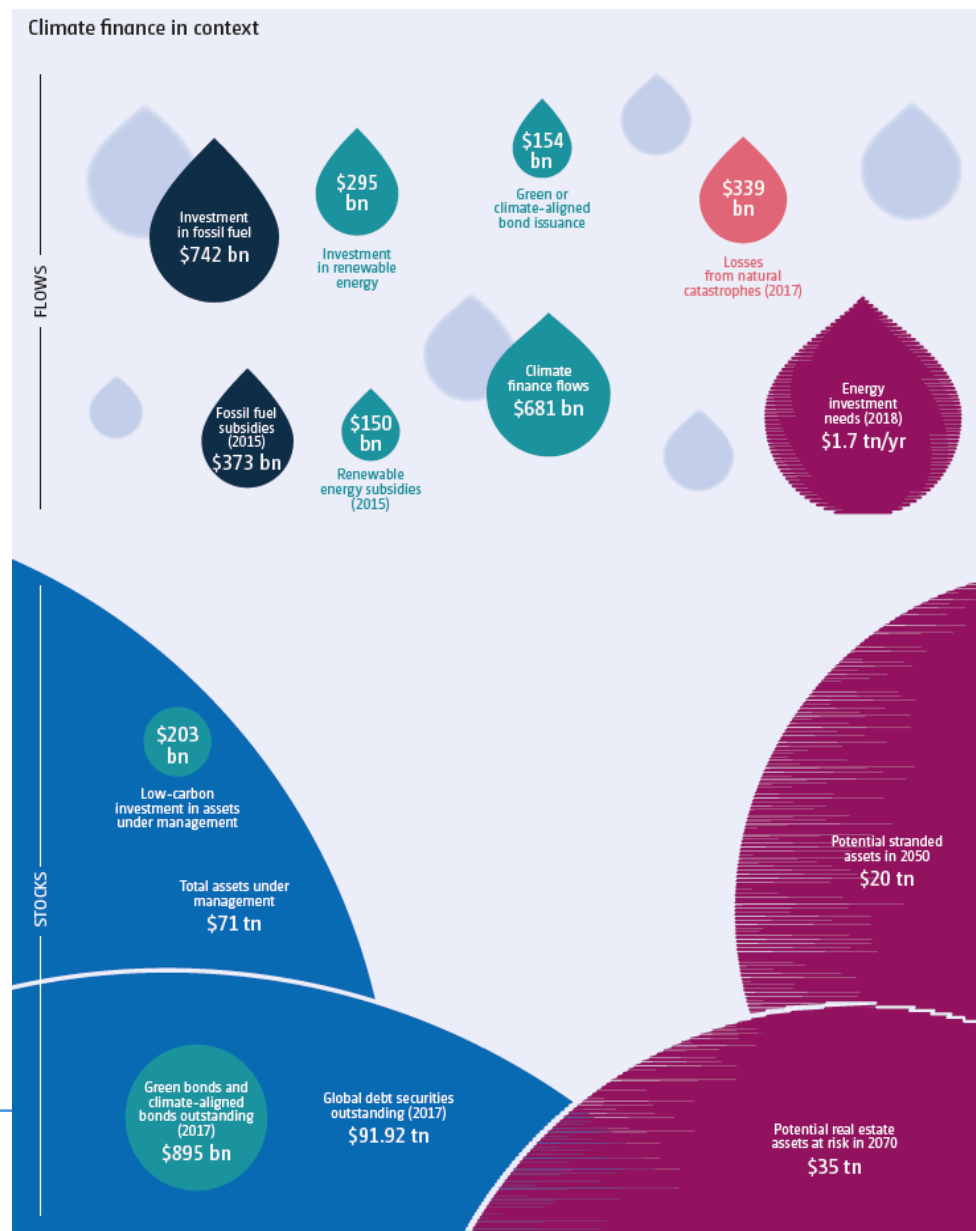 Climate finance in context
FLOWS
Investment
in fossil fuel
$742 bn
$295
bn
Investment
in renewable
energy
$154
bn
Green or
climate-aligned
bond issuance
$339
bn
Losses
from natural
catastrophes (2017)
Fossil fuel
subsidies
(2015)
$373 bn
$150
bn
Renewable
energy subsidies
(2015)
Climate
finance flows
$681 bn
Energy
investment
needs (2018)
$1.7 tn/yr
STOCKS
$203
bn
Low-carbon
investment in assets
under management
Total assets under
management
$71 tn
Potential stranded
assets in 2050
$20 tn
Green bonds and
climate-aligned
bonds outstanding
(2017)
$895 bn
Global debt securities
outstanding (2017)
$91.92 tn
Potential real estate
assets at risk in 2070
$35 tn